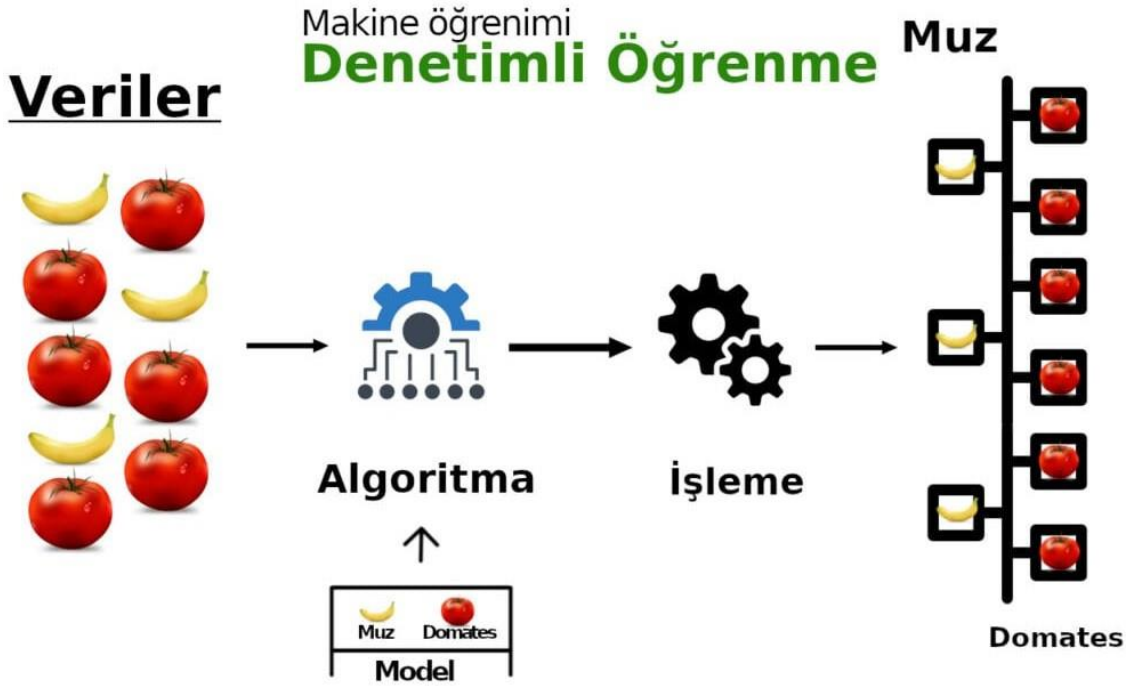 Makine öğrenimi
Denetimli Öğrenme
Veriler
Muz
Algoritma
İşleme
Muz Domates
Model
Domates